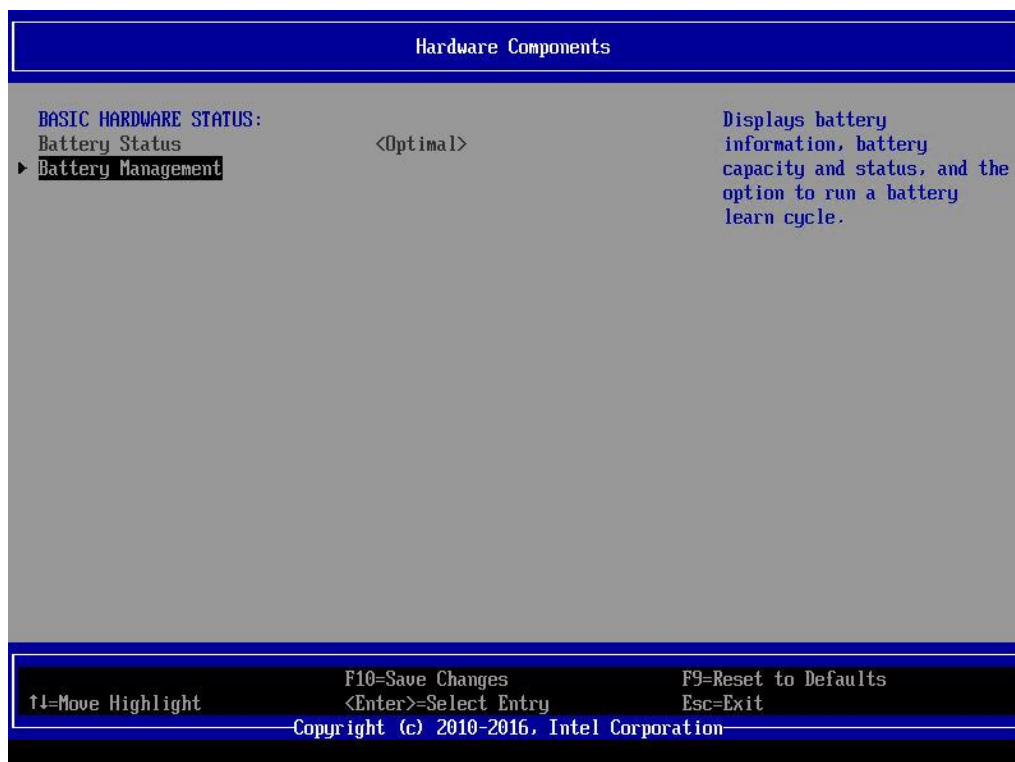 Hardware Components
BASIC HARDWARE STATUS:
Battery Status <Optimal>
Battery Management
Displays battery
information, battery
capacity and status, and the
option to run a battery
learn cycle.
F10=Save Changes F9=Reset to Defaults
↑↓=Move Highlight <Enter>=Select Entry Esc=Exit
Copyright (c) 2010-2016, Intel Corporation